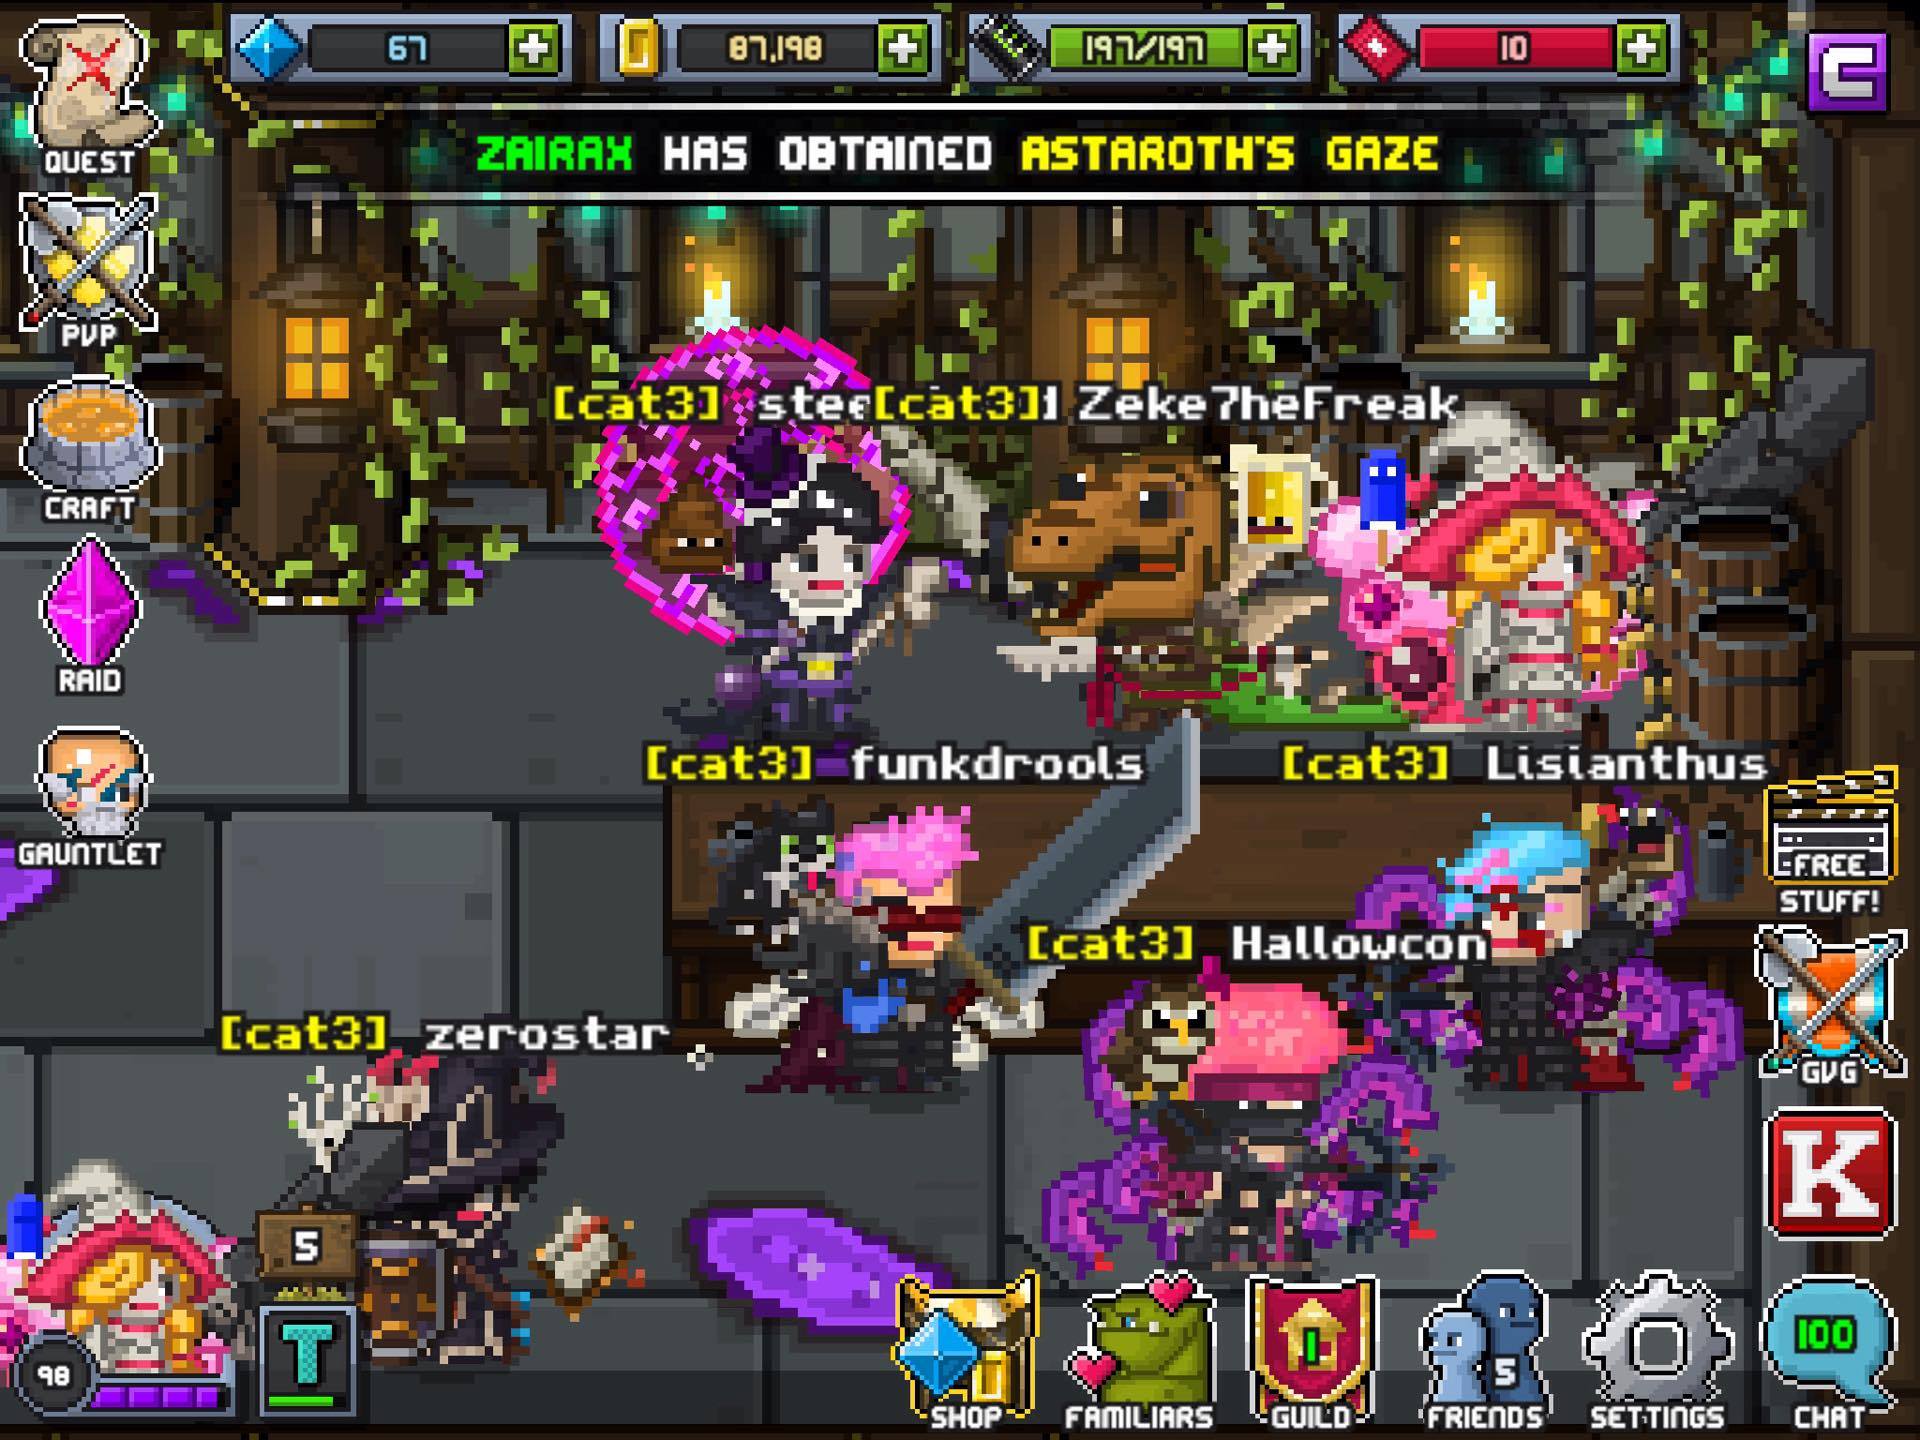 67
87,198
197/197
10
C
QUEST
ZAIRAX HAS OBTAINED ASTAROTH'S GAZE
PVP
CRAFT
[cat3]
[cat3] Zeke7heFreak
RAID
[cat3] funkdrools
[cat3] Lisianthus
GAUNTLET
FREE
STUFF!
[cat3] Hallowcon
[cat3] zerostar
GVG
K
5
T
98
1
5
100
SHOP
FAMILIARS
GUILD
FRIENDS
SETTINGS
CHAT